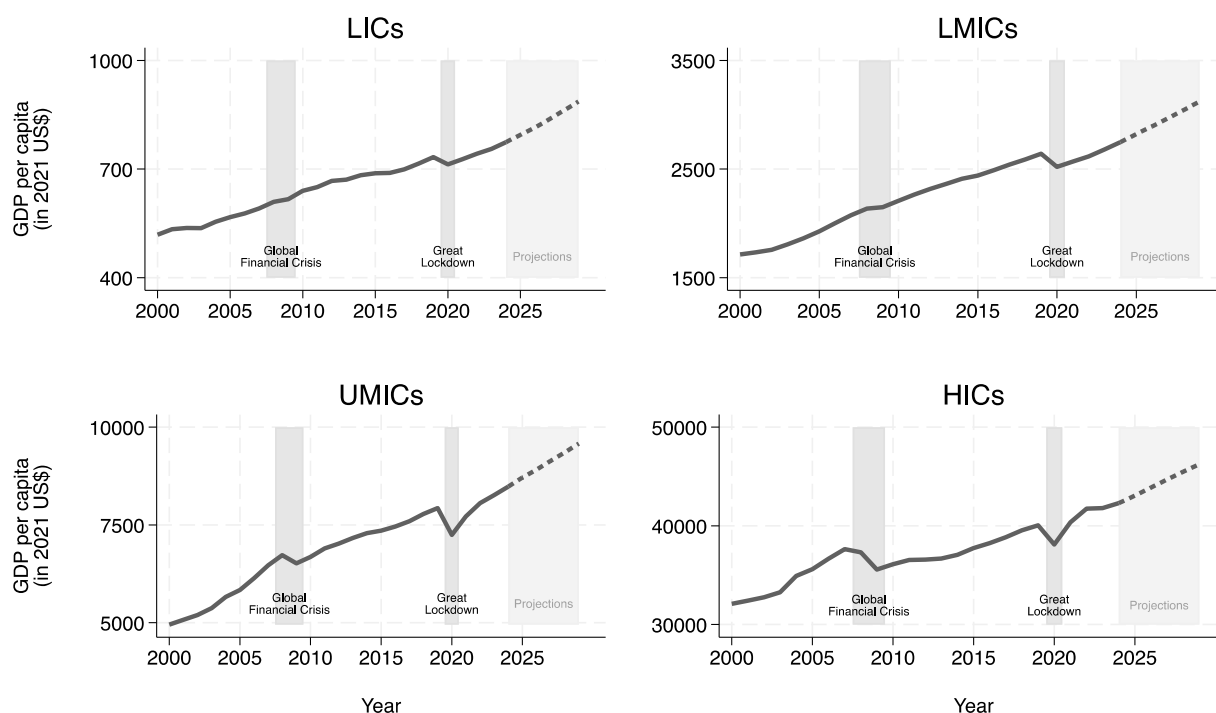 LICs
GDP per capita
(in 2021 US$)
1000
700
400
Global
Financial Crisis
Great
Lockdown
Projections
2000 2005 2010 2015 2020 2025
LMICs
3500
2500
1500
Global
Financial Crisis
Great
Lockdown
Projections
2000 2005 2010 2015 2020 2025
UMICs
GDP per capita
(in 2021 US$)
10000
7500
5000
Global
Financial Crisis
Great
Lockdown
Projections
2000 2005 2010 2015 2020 2025
Year
HICs
50000
40000
30000
Global
Financial Crisis
Great
Lockdown
Projections
2000 2005 2010 2015 2020 2025
Year